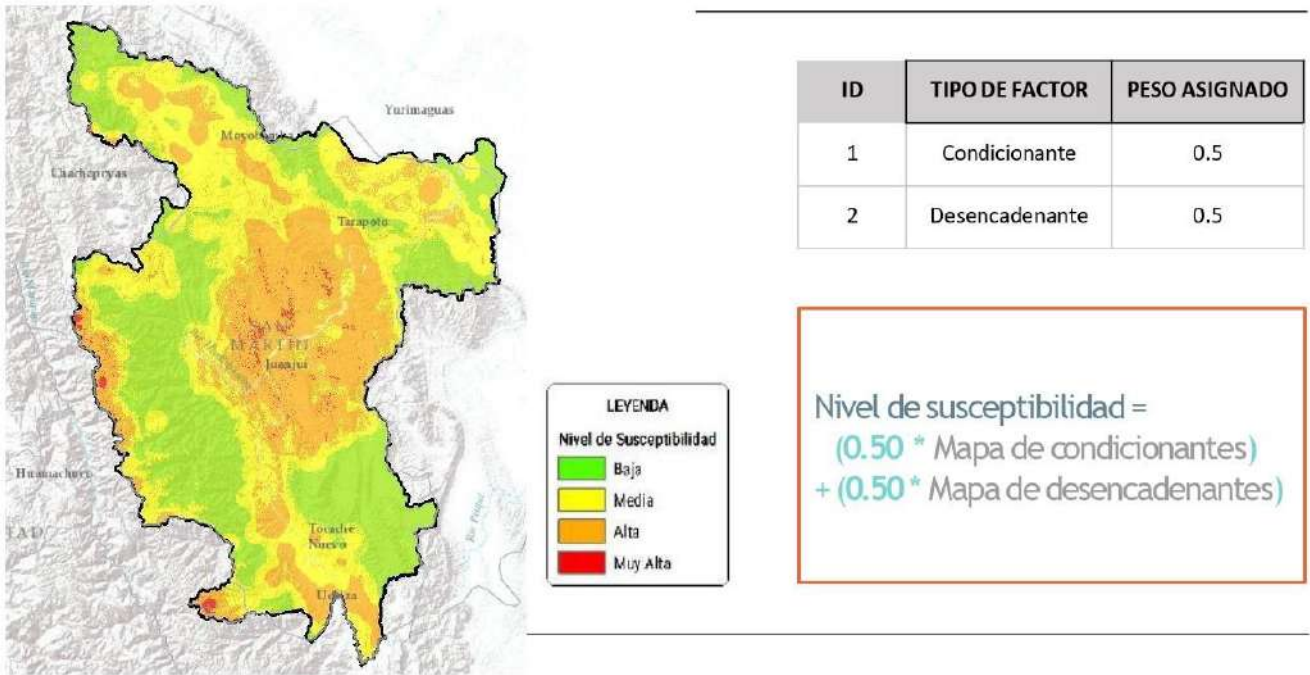 Yurimaguas
Moyobamba
Chachapoyas
Tarapoto
SAN
MARTIN
Juanjui
Huamachuco
Tocache
Nuevo
TAD
Uchiza
LEYENDA
Nivel de Susceptibilidad
Baja
Media
Alta
Muy Alta
ID TIPO DE FACTOR PESO ASIGNADO
1 Condicionante 0.5
2 Desencadenante 0.5
Nivel de susceptibilidad =
(0.50 * Mapa de condicionantes)
+ (0.50 * Mapa de desencadenantes)